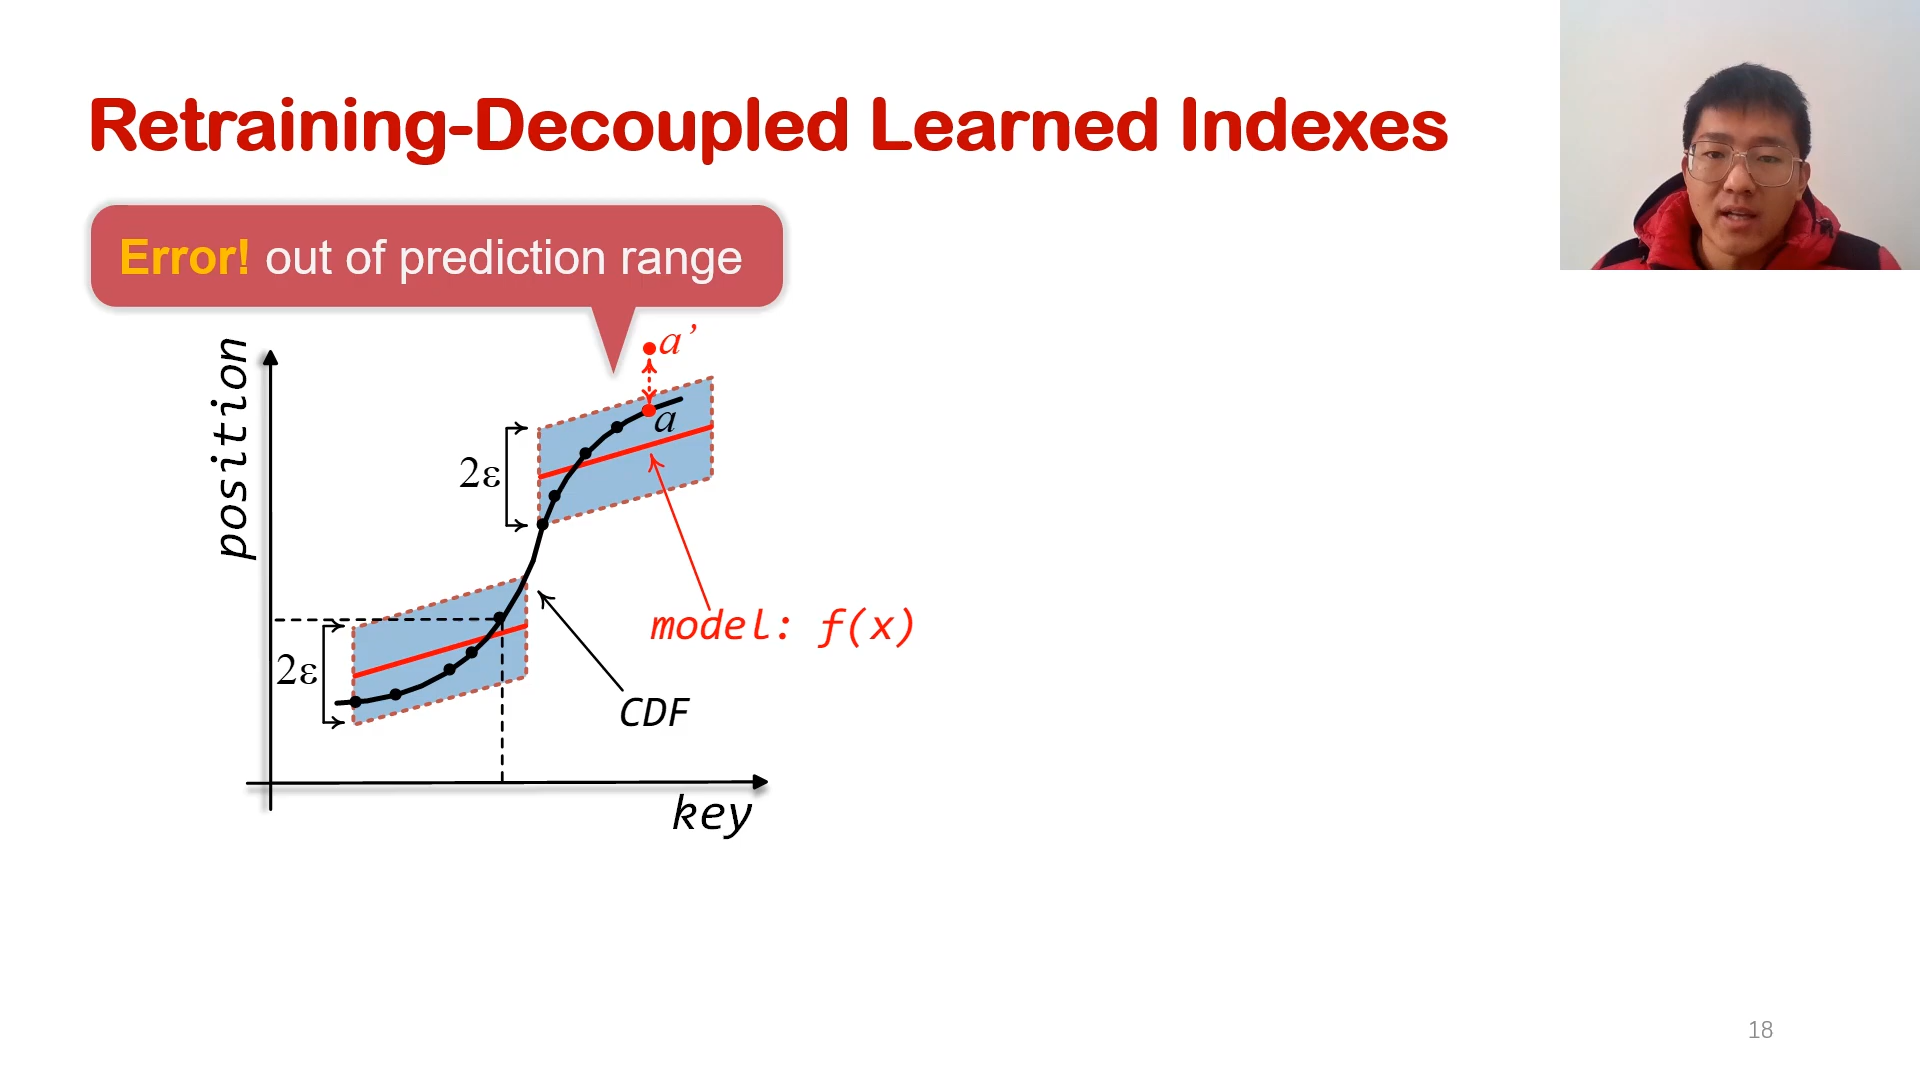 Retraining-Decoupled Learned Indexes
Error! out of prediction range
a’
position
a
2ε
model: f(x)
2ε
CDF
key
18